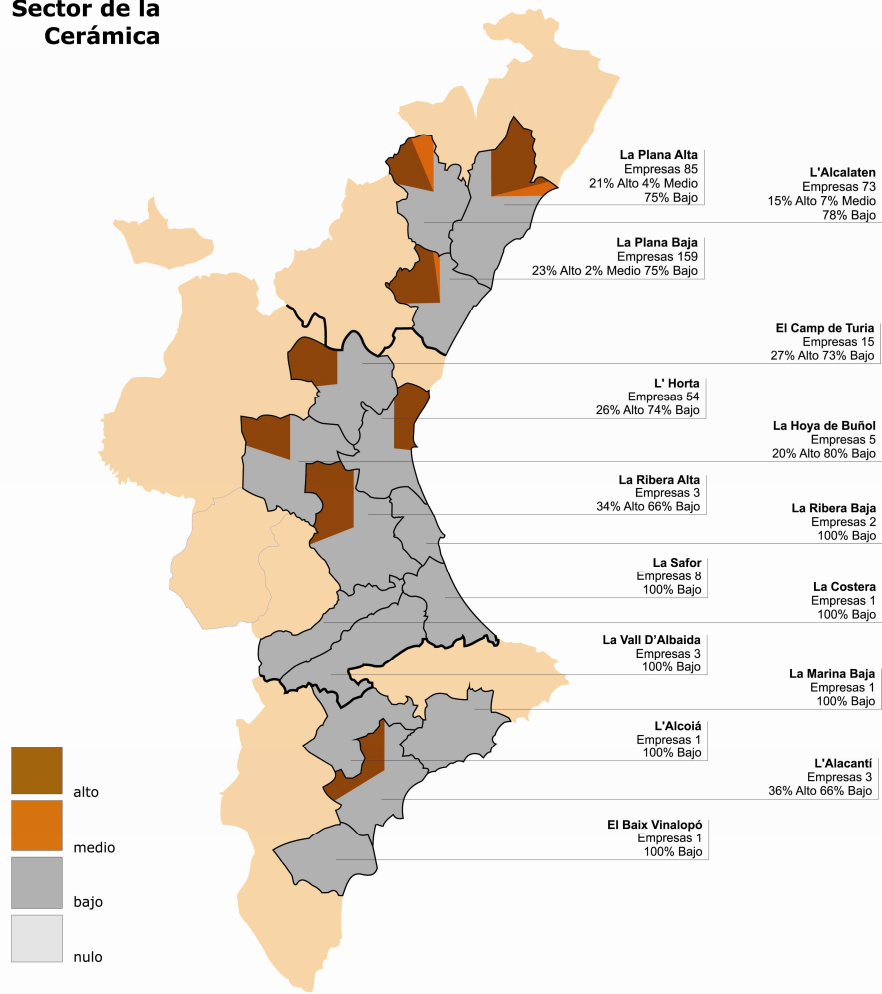 Sector de la
Cerámica
La Plana Alta
Empresas 85
21% Alto 4% Medio
75% Bajo
L'Alcalaten
Empresas 73
15% Alto 7% Medio
78% Bajo
La Plana Baja
Empresas 159
23% Alto 2% Medio 75% Bajo
El Camp de Turia
Empresas 15
27% Alto 73% Bajo
L' Horta
Empresas 54
26% Alto 74% Bajo
La Hoya de Buñol
Empresas 5
20% Alto 80% Bajo
La Ribera Alta
Empresas 3
34% Alto 66% Bajo
La Ribera Baja
Empresas 2
100% Bajo
La Safor
Empresas 8
100% Bajo
La Costera
Empresas 1
100% Bajo
La Vall D'Albaida
Empresas 3
100% Bajo
La Marina Baja
Empresas 1
100% Bajo
L'Alcoiá
Empresas 1
100% Bajo
L'Alacantí
Empresas 3
36% Alto 66% Bajo
El Baix Vinalopó
Empresas 1
100% Bajo
alto
medio
bajo
nulo